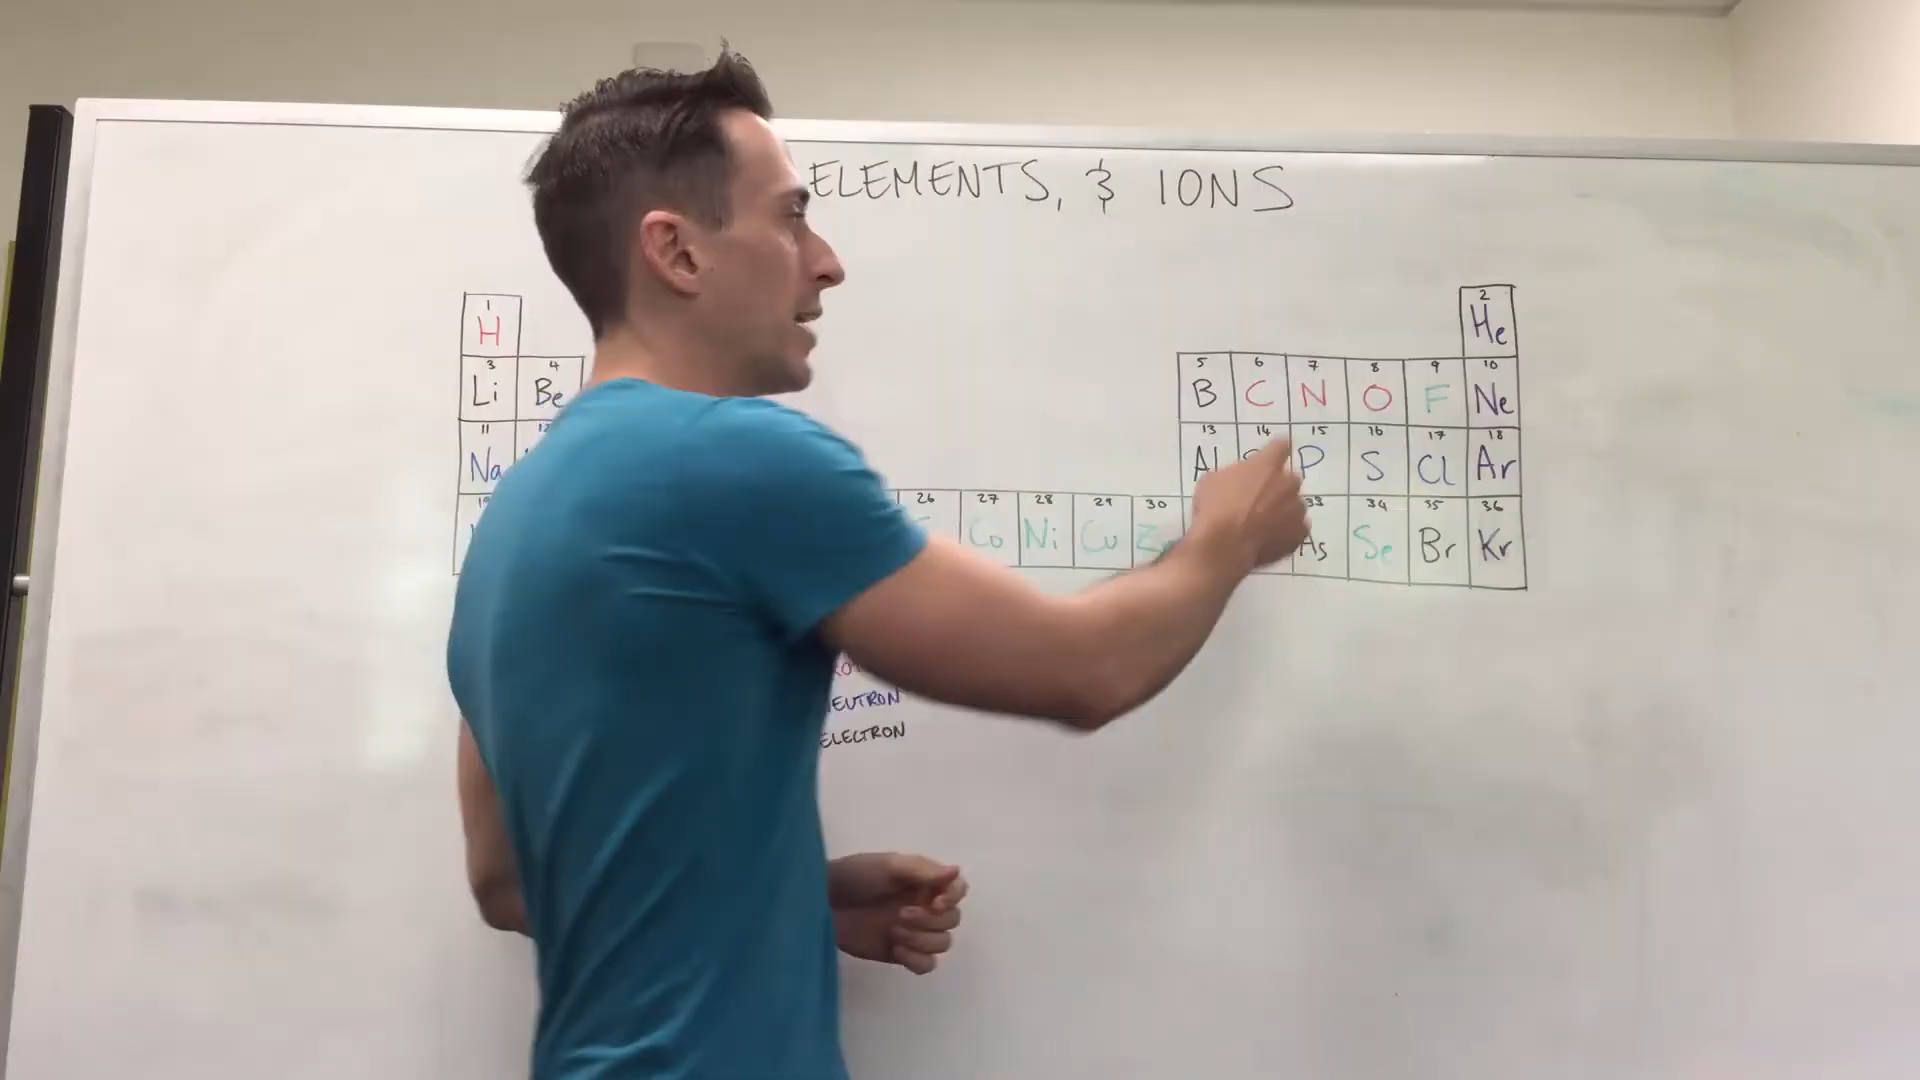 ELEMENTS, & IONS
1 2
H He
3 4 5 6 7 8 9 10
Li Be B C N O F Ne
11 13 14 15 16 17 18
Na Al P S Cl Ar
26 27 28 29 30 33 34 35 36
Co Ni Cu Zn As Se Br Kr
EUTRON
ELECTRON